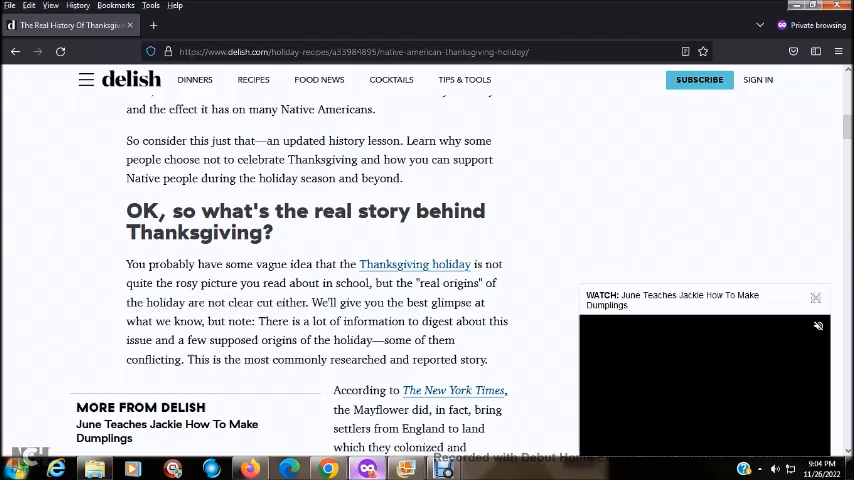 File Edit View History Bookmarks Tools Help
The Real History Of Thanksgivi
Private browsing
https://www.delish.com/holiday-recipes/a33984895/native-american-thanksgiving-holiday/
delish DINNERS RECIPES FOOD NEWS COCKTAILS TIPS & TOOLS SUBSCRIBE SIGN IN
and the effect it has on many Native Americans.
So consider this just that—an updated history lesson. Learn why some
people choose not to celebrate Thanksgiving and how you can support
Native people during the holiday season and beyond.
OK, so what's the real story behind
Thanksgiving?
You probably have some vague idea that the Thanksgiving holiday is not
quite the rosy picture you read about in school, but the "real origins" of
the holiday are not clear cut either. We'll give you the best glimpse at
what we know, but note: There is a lot of information to digest about this
issue and a few supposed origins of the holiday—some of them
conflicting. This is the most commonly researched and reported story.
WATCH: June Teaches Jackie How To Make
Dumplings
According to The New York Times,
the Mayflower did, in fact, bring
settlers from England to land
which they colonized and
MORE FROM DELISH
June Teaches Jackie How To Make
Dumplings
NCH
Recorded with Debut Home
9:04 PM
11/26/2022